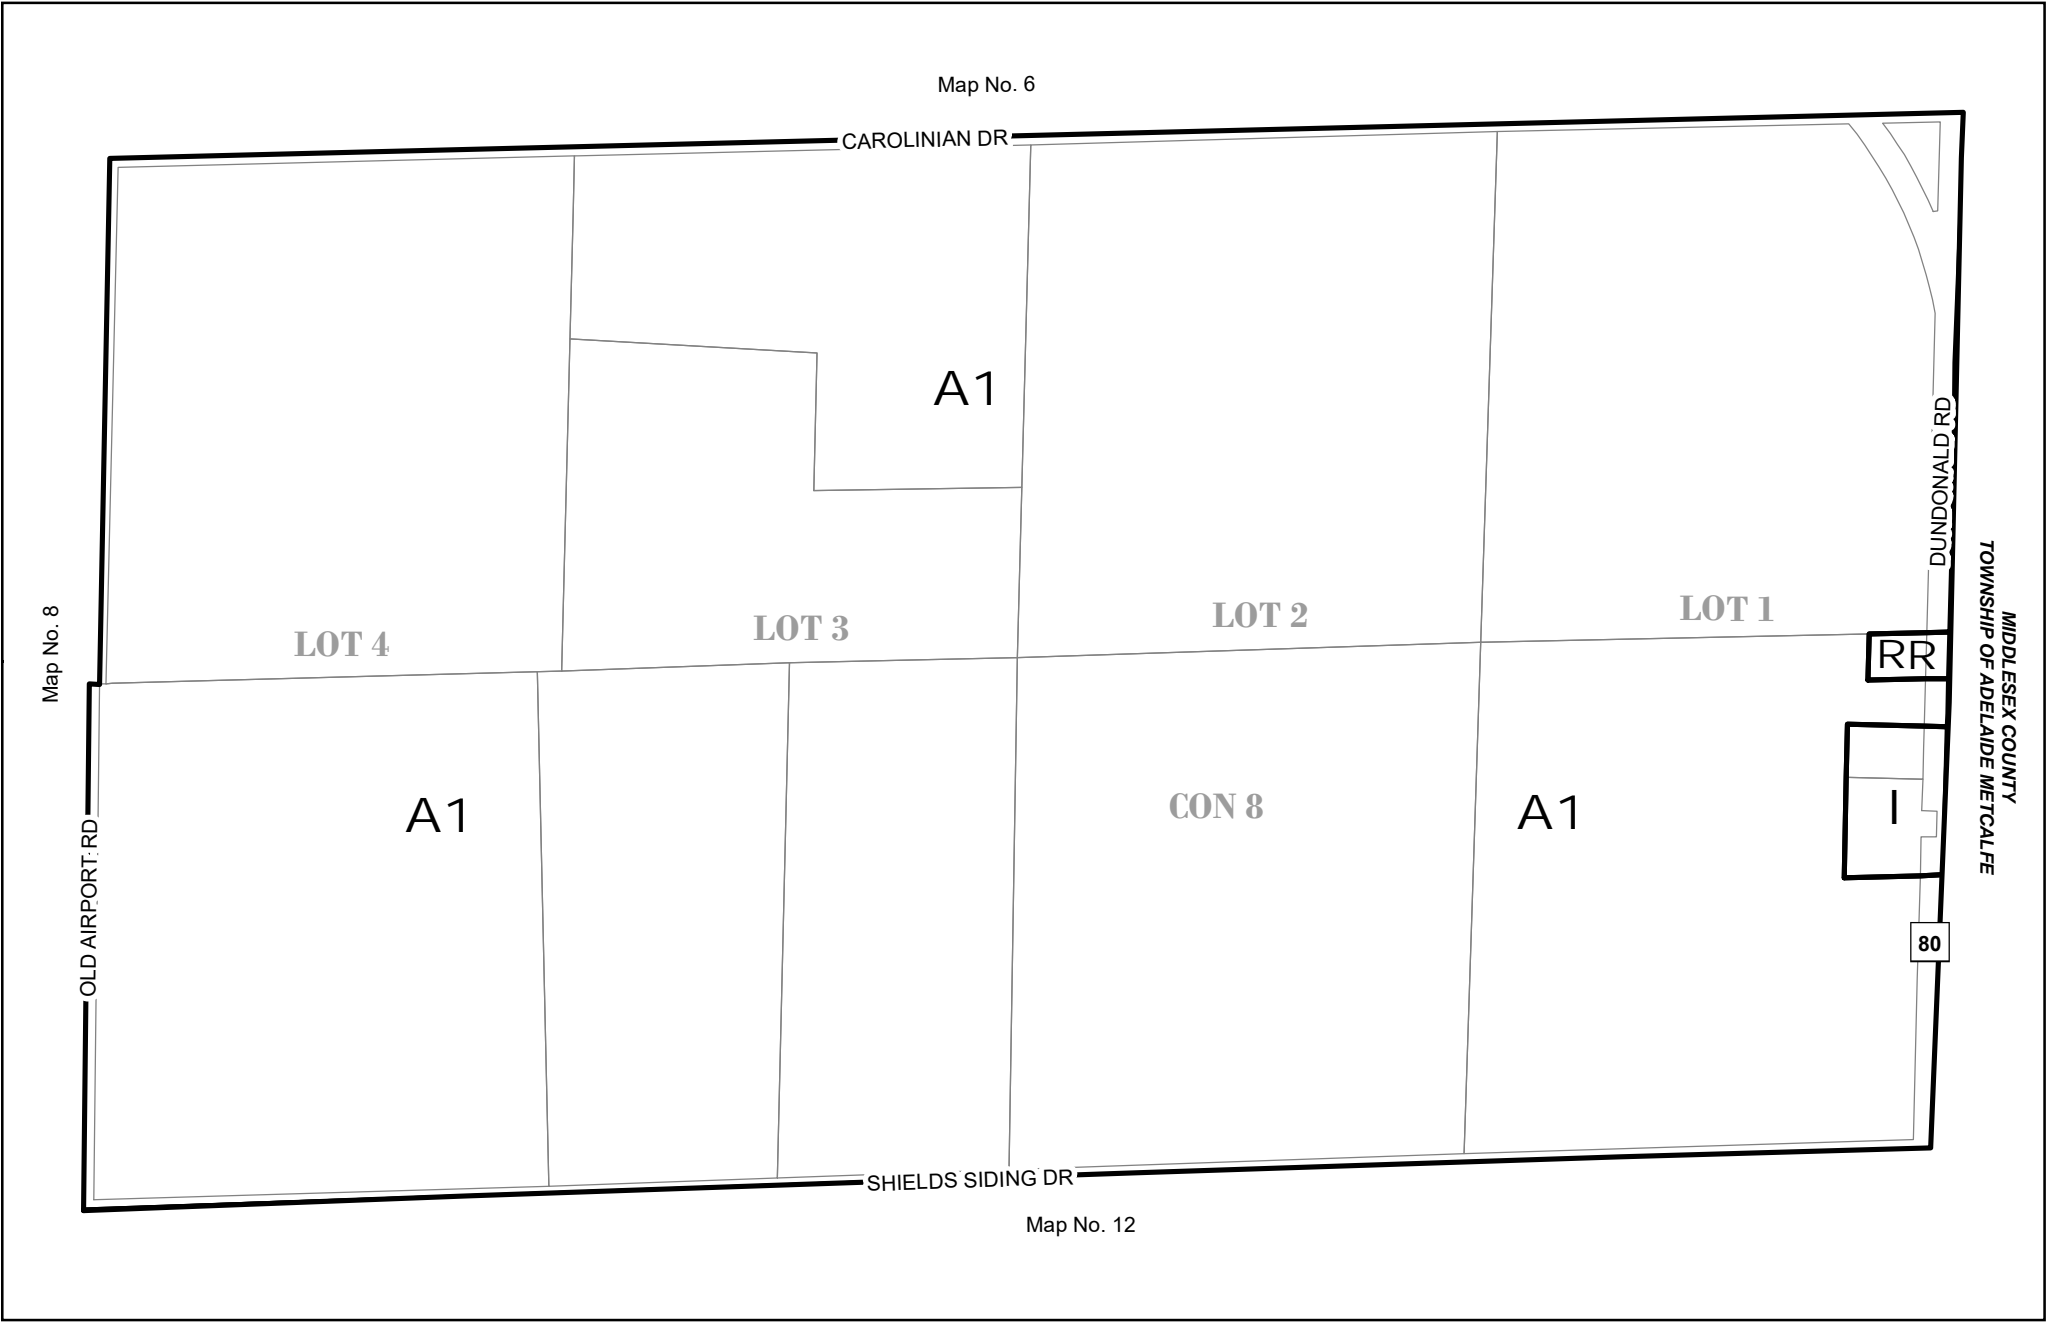 Map No. 6
CAROLINIAN DR
A1
DUNDONALD RD
LOT 4
LOT 3
LOT 2
LOT 1
Map No. 8
RR
MIDDLESEX COUNTY
TOWNSHIP OF ADELAIDE METCALFE
A1
CON 8
A1
I
OLD AIRPORT RD
80
SHIELDS SIDING DR
Map No. 12